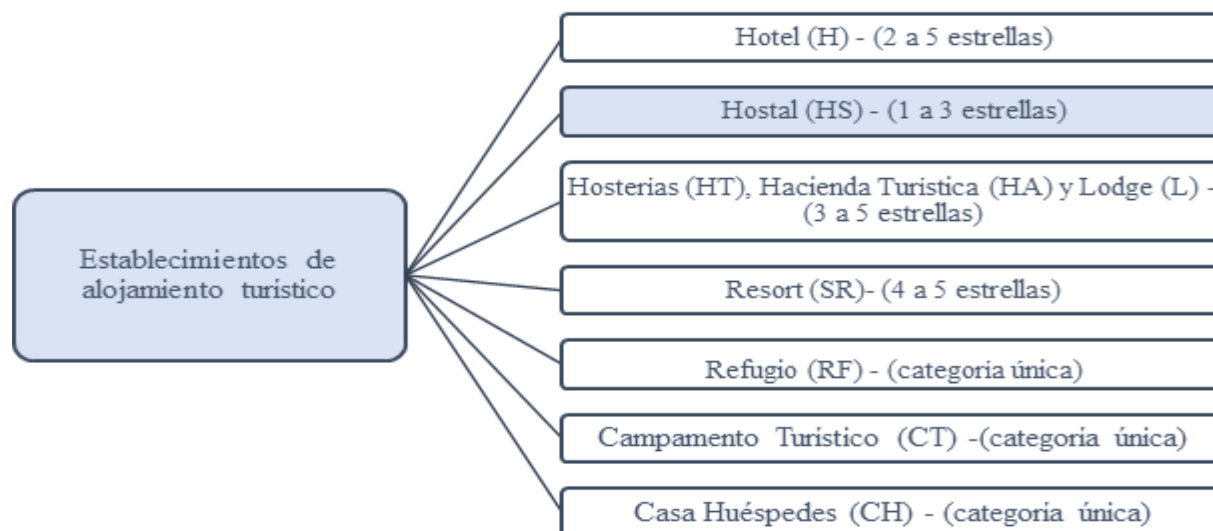 Establecimientos de
alojamiento turístico
Hotel (H) - (2 a 5 estrellas)
Hostal (HS) - (1 a 3 estrellas)
Hosterias (HT), Hacienda Turistica (HA) y Lodge (L) -
(3 a 5 estrellas)
Resort (SR)- (4 a 5 estrellas)
Refugio (RF) - (categoria única)
Campamento Turistico (CT) -(categoria única)
Casa Huéspedes (CH) - (categoria única)